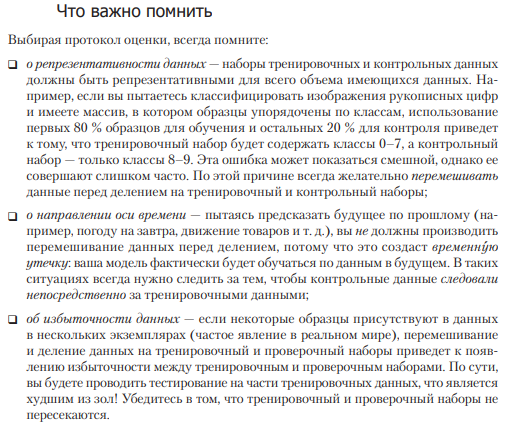 Что важно помнить
Выбирая протокол оценки, всегда помните:
❑ о репрезентативности данных — наборы тренировочных и контрольных данных
должны быть репрезентативными для всего объема имеющихся данных. На-
пример, если вы пытаетесь классифицировать изображения рукописных цифр
и имеете массив, в котором образцы упорядочены по классам, использование
первых 80 % образцов для обучения и остальных 20 % для контроля приведет
к тому, что тренировочный набор будет содержать классы 0–7, а контрольный
набор — только классы 8–9. Эта ошибка может показаться смешной, однако ее
совершают слишком часто. По этой причине всегда желательно перемешивать
данные перед делением на тренировочный и контрольный наборы;
❑ о направлении оси времени — пытаясь предсказать будущее по прошлому (на-
пример, погоду на завтра, движение товаров и т. д.), вы не должны производить
перемешивание данных перед делением, потому что это создаст временну́ю
утечку: ваша модель фактически будет обучаться по данным в будущем. В таких
ситуациях всегда нужно следить за тем, чтобы контрольные данные следовали
непосредственно за тренировочными данными;
❑ об избыточности данных — если некоторые образцы присутствуют в данных
в нескольких экземплярах (частое явление в реальном мире), перемешивание
и деление данных на тренировочный и проверочный наборы приведет к появ-
лению избыточности между тренировочным и проверочным наборами. По сути,
вы будете проводить тестирование на части тренировочных данных, что является
худшим из зол! Убедитесь в том, что тренировочный и проверочный наборы не
пересекаются.